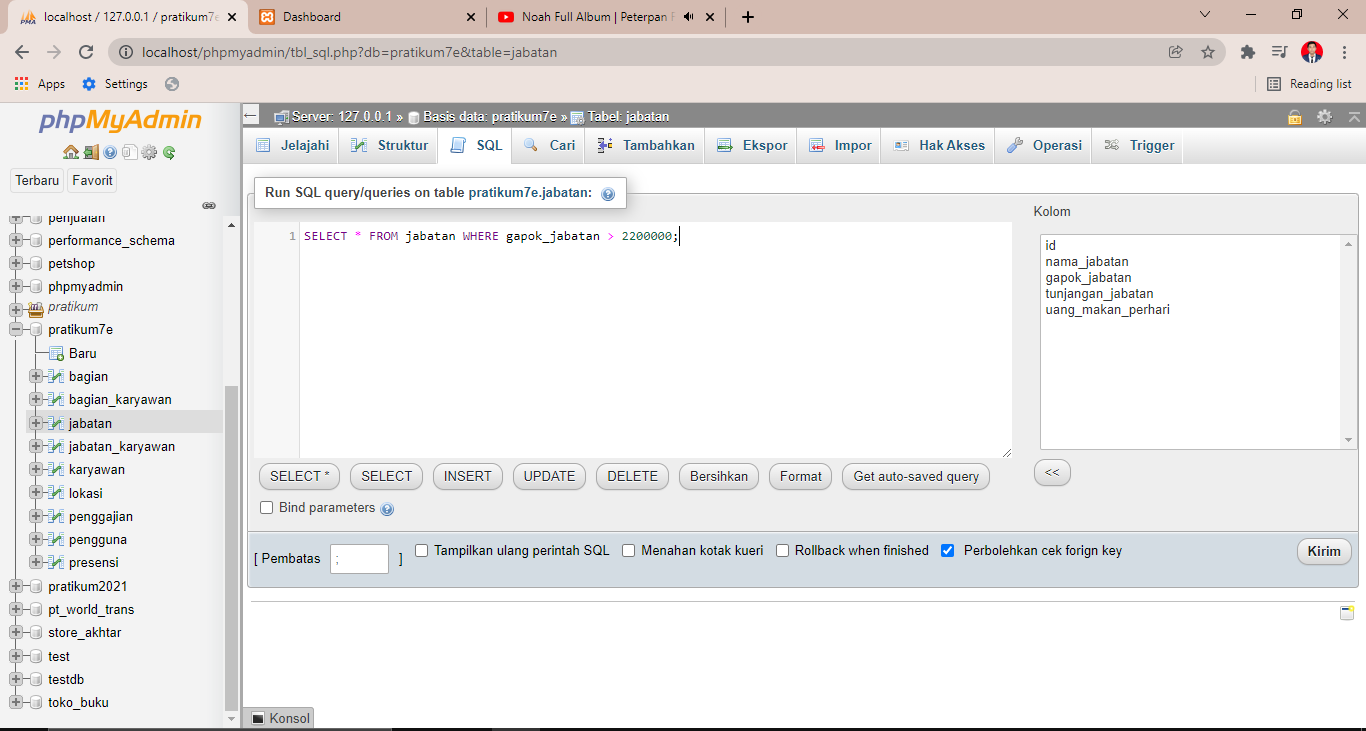 localhost / 127.0.0.1 / pratikum7e
Dashboard
Noah Full Album | Peterpan F
localhost/phpmyadmin/tbl_sql.php?db=pratikum7e&table=jabatan
Apps
Settings
Reading list
phpMyAdmin
Terbaru
Favorit
penjualan
performance_schema
petshop
phpmyadmin
pratikum
pratikum7e
Baru
bagian
bagian_karyawan
jabatan
jabatan_karyawan
karyawan
lokasi
penggajian
pengguna
presensi
pratikum2021
pt_world_trans
store_akhtar
test
testdb
toko_buku
Server: 127.0.0.1 » Basis data: pratikum7e » Tabel: jabatan
Jelajahi
Struktur
SQL
Cari
Tambahkan
Ekspor
Impor
Hak Akses
Operasi
Trigger
Run SQL query/queries on table pratikum7e.jabatan:
1 SELECT * FROM jabatan WHERE gapok_jabatan > 2200000;
Kolom
id
nama_jabatan
gapok_jabatan
tunjangan_jabatan
uang_makan_perhari
SELECT *
SELECT
INSERT
UPDATE
DELETE
Bersihkan
Format
Get auto-saved query
<<
Bind parameters
[ Pembatas ; ]
Tampilkan ulang perintah SQL
Menahan kotak kueri
Rollback when finished
Perbolehkan cek forign key
Kirim
Konsol